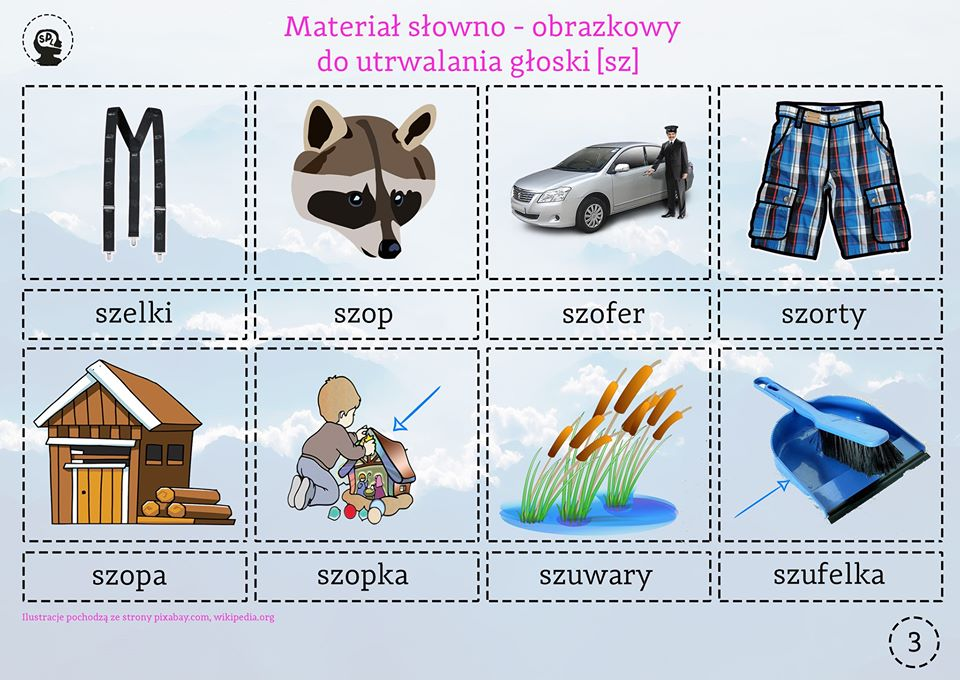 SPL
Materiał słowno - obrazkowy
do utrwalania głoski [sz]
szelki
szop
szofer
szorty
szopa
szopka
szuwary
szufelka
Ilustracje pochodzą ze strony pixabay.com, wikipedia.org
3